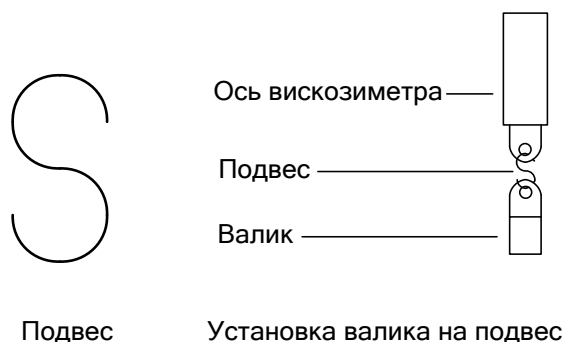 Ось вискозиметра
Подвес
Валик
Подвес
Установка валика на подвес